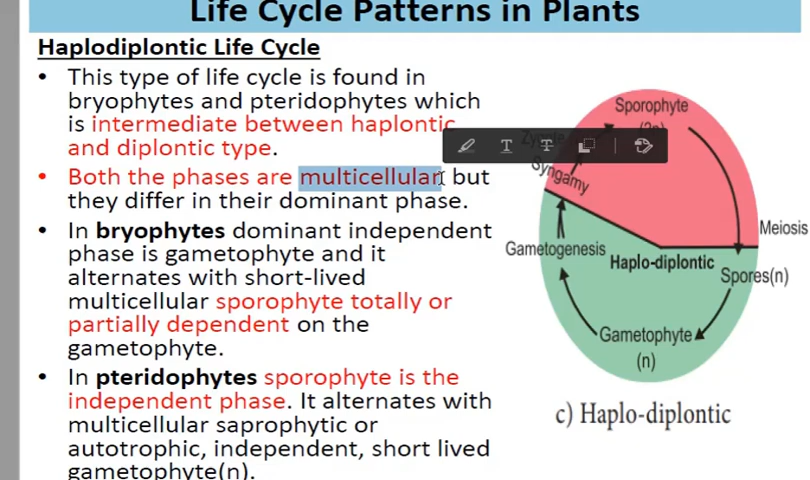 Life Cycle Patterns in Plants
Haplodiplontic Life Cycle
• This type of life cycle is found in
bryophytes and pteridophytes which
is intermediate between haplontic
and diplontic type.
• Both the phases are multicellular but
they differ in their dominant phase.
• In bryophytes dominant independent
phase is gametophyte and it
alternates with short-lived
multicellular sporophyte totally or
partially dependent on the
gametophyte.
• In pteridophytes sporophyte is the
independent phase. It alternates with
multicellular saprophytic or
autotrophic, independent, short lived
gametophyte(n).
Sporophyte
(2n)
Syngamy
Meiosis
Gametogenesis
Haplo-diplontic
Spores(n)
Gametophyte
(n)
c) Haplo-diplontic